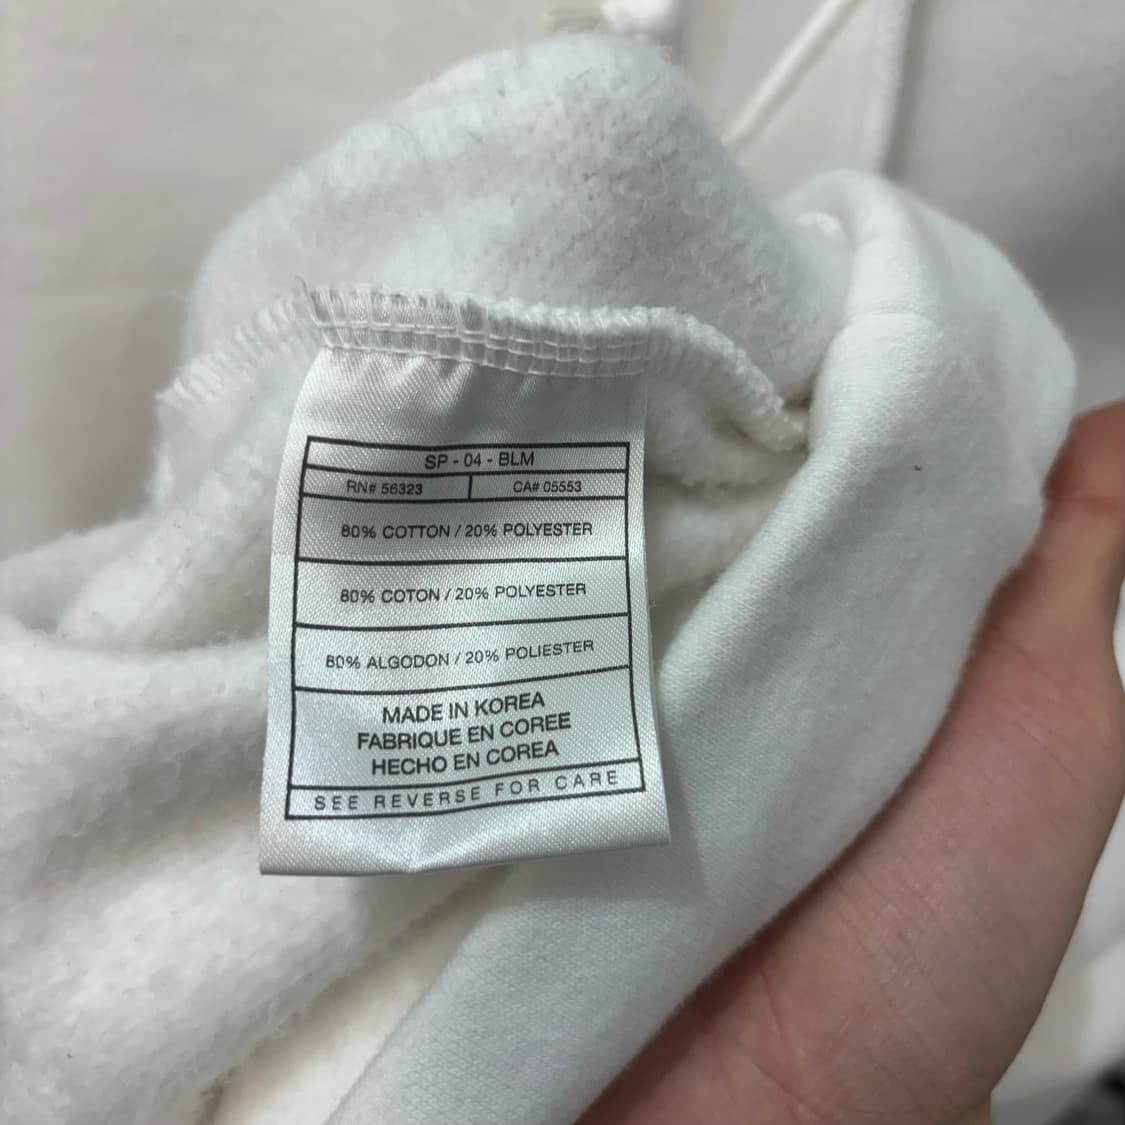 SP - 04 - BLM
RN# 56323 CA# 05553
80% COTTON / 20% POLYESTER
80% COTON / 20% POLYESTER
80% ALGODON / 20% POLIESTER
MADE IN KOREA
FABRIQUE EN COREE
HECHO EN COREA
SEE REVERSE FOR CARE